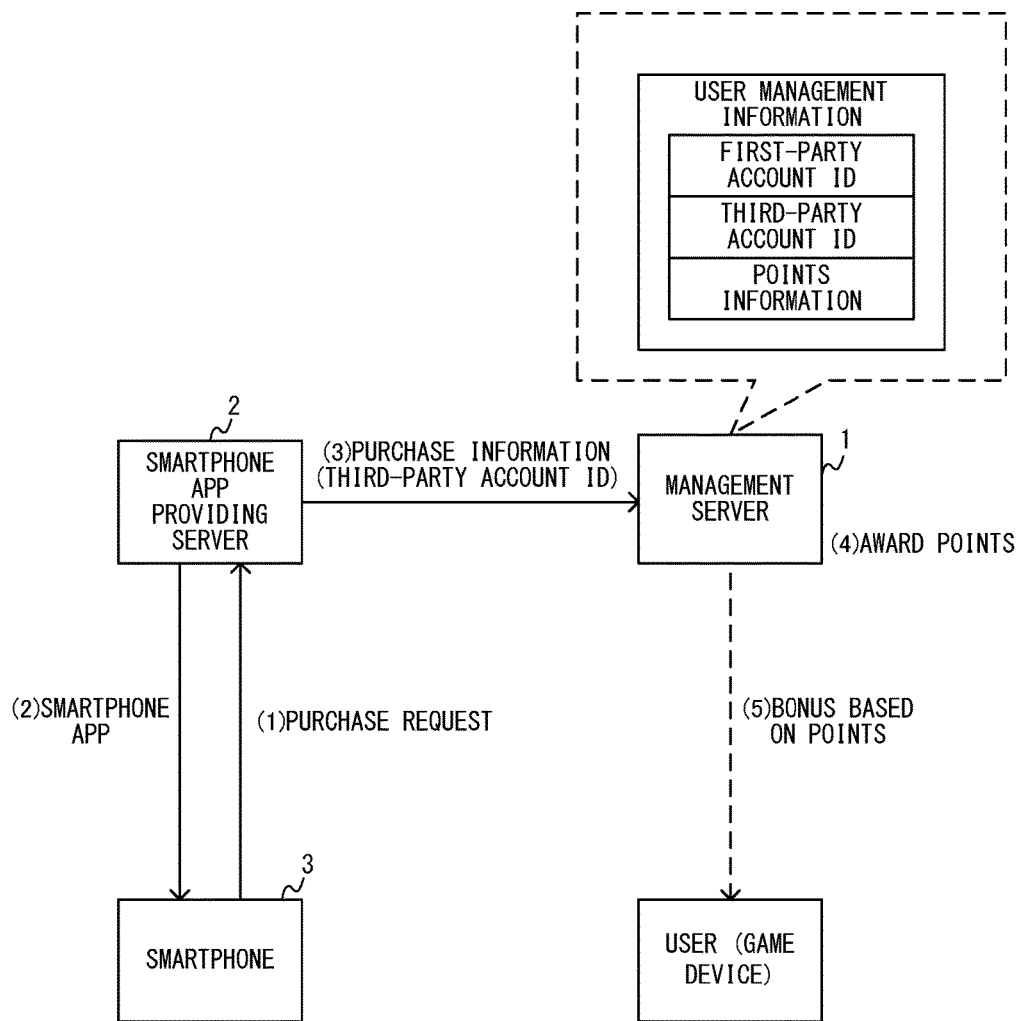 USER MANAGEMENT
INFORMATION
FIRST-PARTY
ACCOUNT ID
THIRD-PARTY
ACCOUNT ID
POINTS
INFORMATION
2
SMARTPHONE
APP
PROVIDING
SERVER
(3)PURCHASE INFORMATION
(THIRD-PARTY ACCOUNT ID)
1
MANAGEMENT
SERVER
(4)AWARD POINTS
(2)SMARTPHONE
APP
(1)PURCHASE REQUEST
(5)BONUS BASED
ON POINTS
3
SMARTPHONE
USER (GAME
DEVICE)